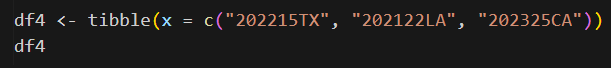 df4 <- tibble(x = c("202215TX", "202122LA", "202325CA"))
df4